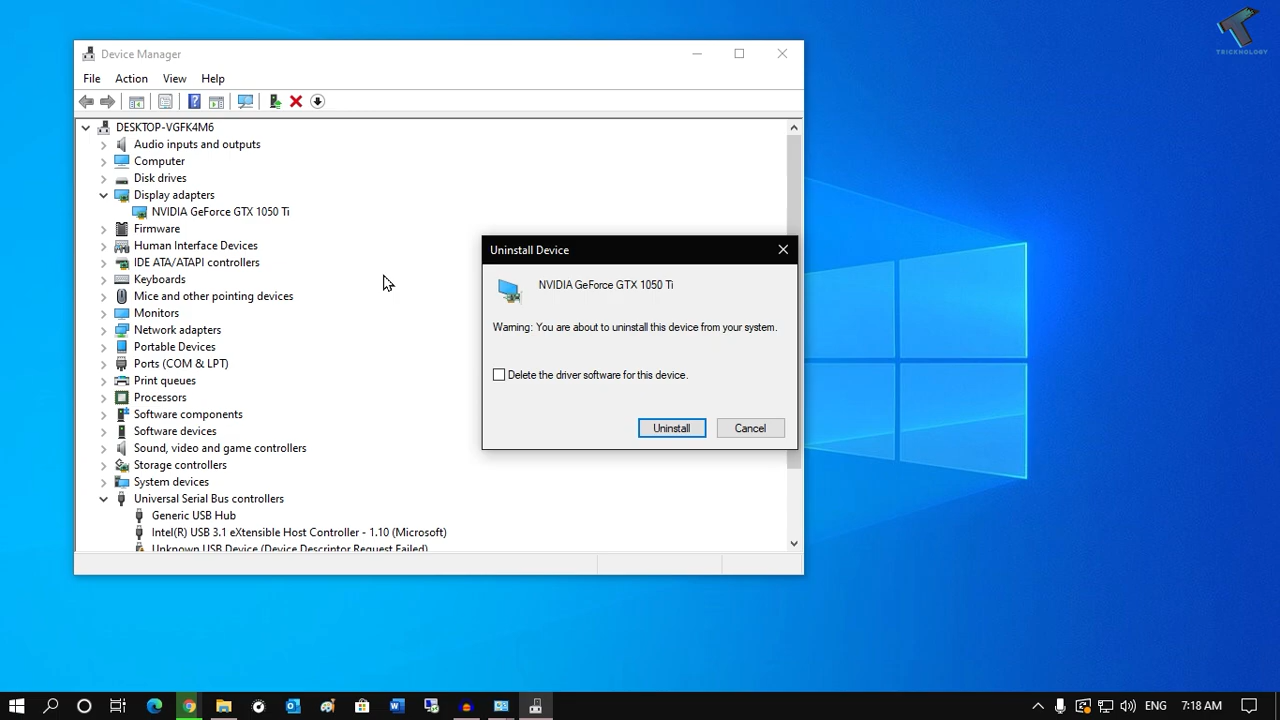 TRICKNOLOGY
Device Manager
File Action View Help
DESKTOP-VGFK4M6
Audio inputs and outputs
Computer
Disk drives
Display adapters
NVIDIA GeForce GTX 1050 Ti
Firmware
Human Interface Devices
IDE ATA/ATAPI controllers
Keyboards
Mice and other pointing devices
Monitors
Network adapters
Portable Devices
Ports (COM & LPT)
Print queues
Processors
Software components
Software devices
Sound, video and game controllers
Storage controllers
System devices
Universal Serial Bus controllers
Generic USB Hub
Intel(R) USB 3.1 eXtensible Host Controller - 1.10 (Microsoft)
Unknown USB Device (Device Descriptor Request Failed)
Uninstall Device
NVIDIA GeForce GTX 1050 Ti
Warning: You are about to uninstall this device from your system.
Delete the driver software for this device.
Uninstall Cancel
ENG 7:18 AM